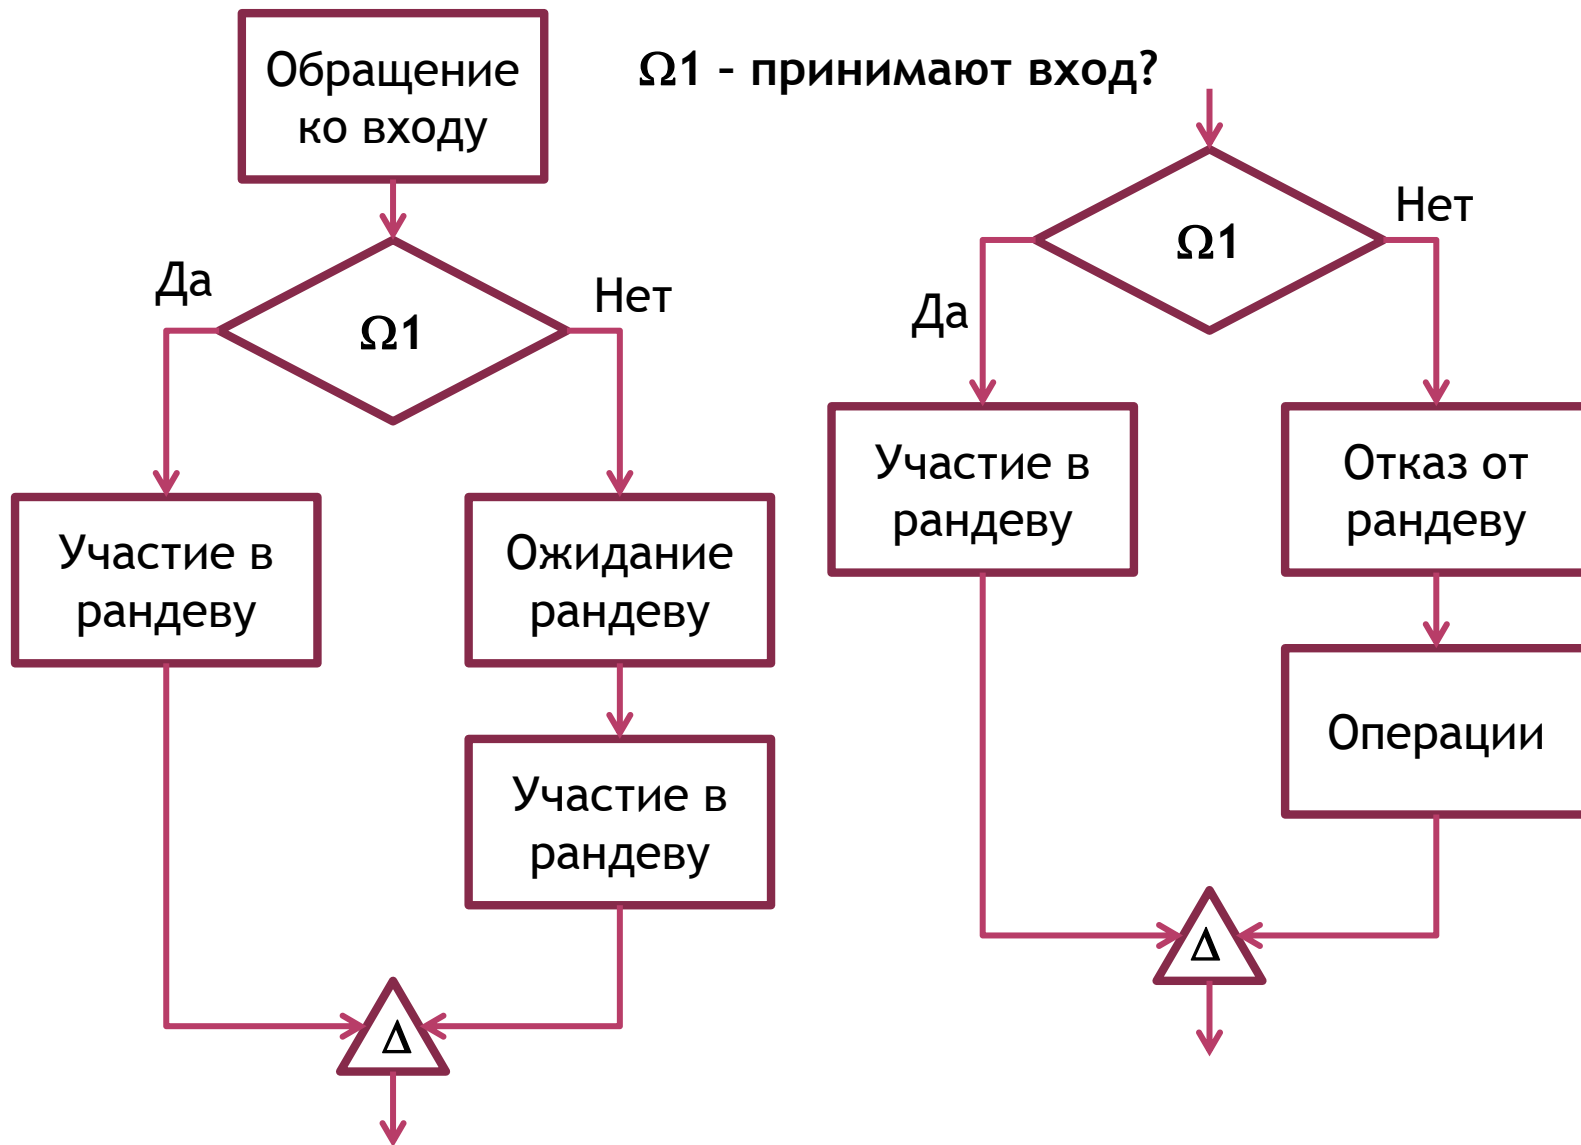 Обращение
ко входу
Ω1 – принимают вход?
Ω1
Да
Нет
Участие в
рандеву
Ожидание
рандеву
Участие в
рандеву
Δ
Ω1
Да
Нет
Участие в
рандеву
Отказ от
рандеву
Операции
Δ